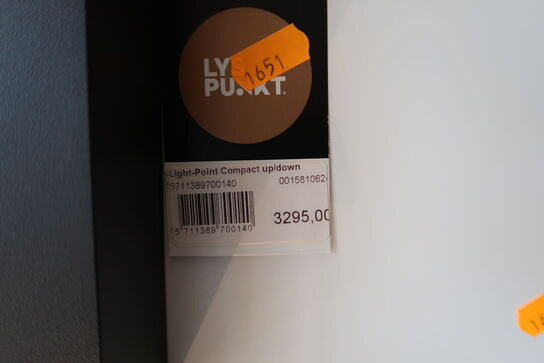 LYS
PUNKT.
1651
Light-Point Compact up/down
5711389700140 001581062
3295,00
5 711389 700140